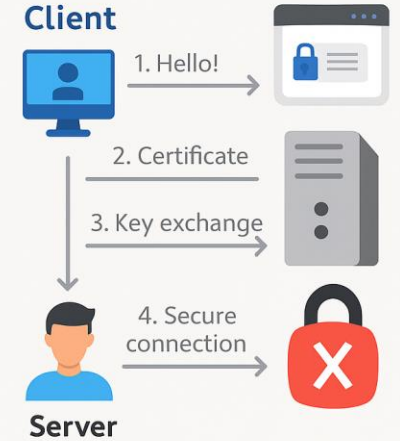 Client
1. Hello!
2. Certificate
3. Key exchange
4. Secure
connection
Server